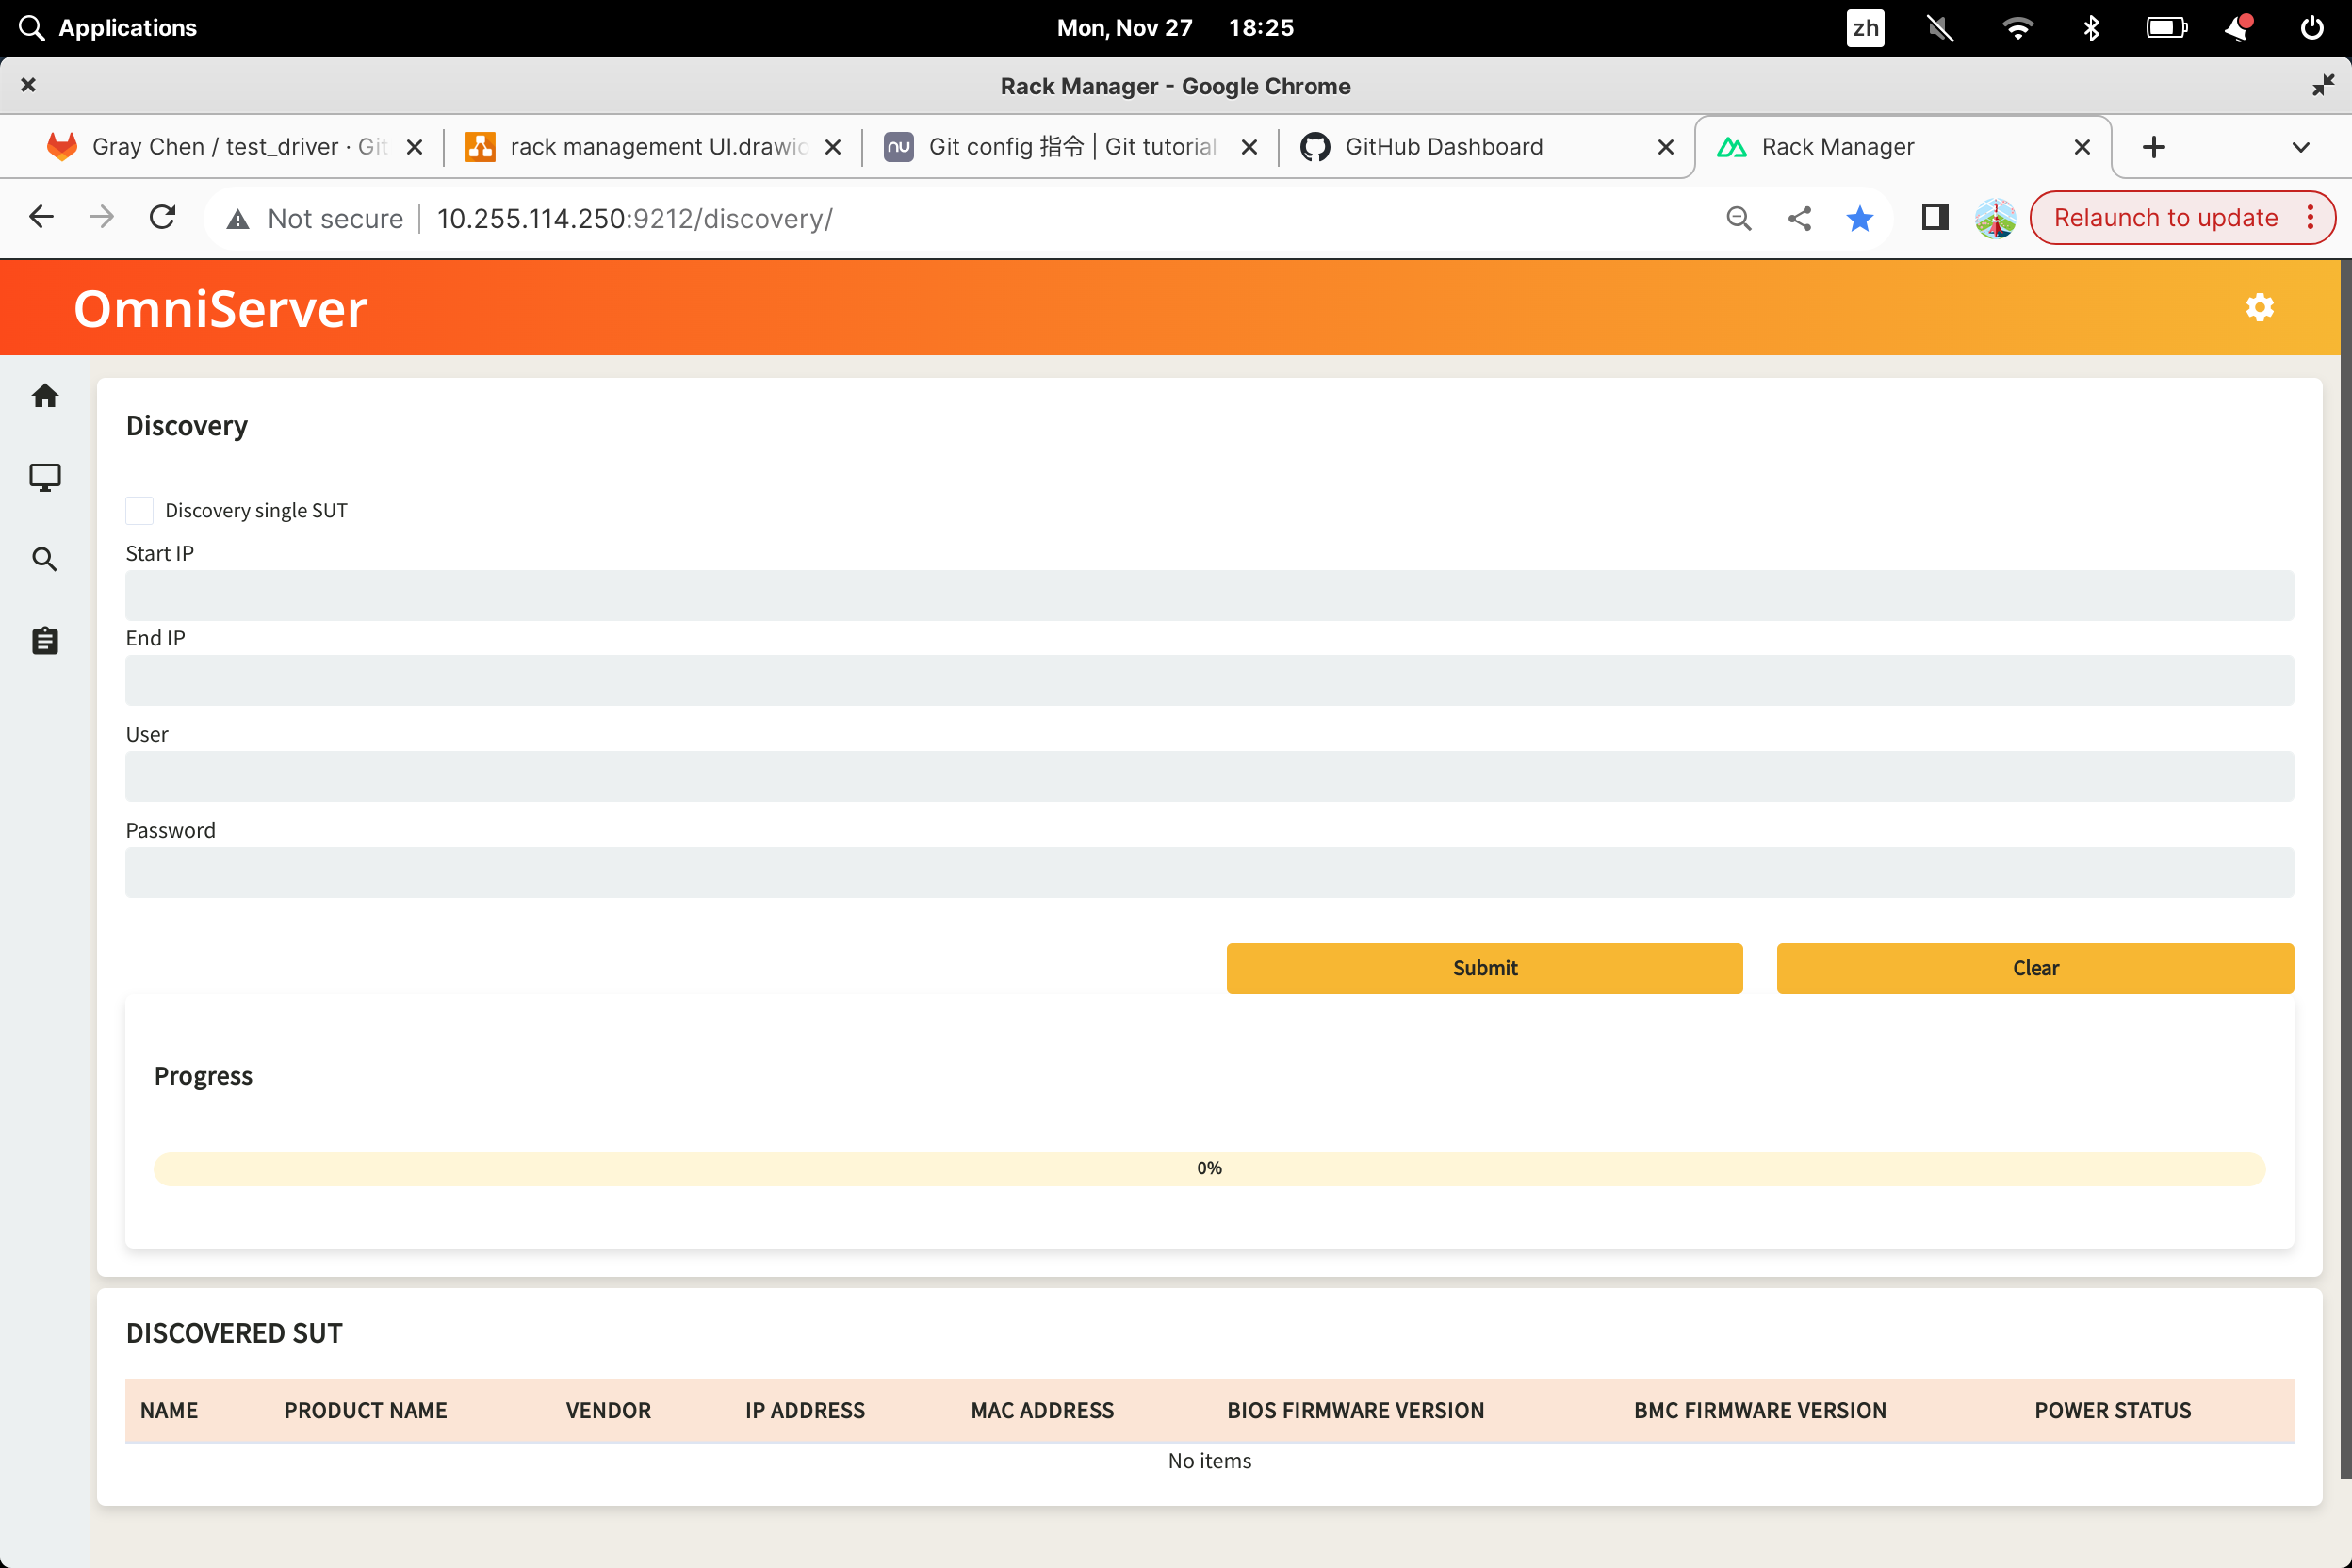 Applications
Mon, Nov 27 18:25
zh
Rack Manager - Google Chrome
Gray Chen / test_driver · Git
rack management UI.drawio
nu
Git config 指令 | Git tutorial
GitHub Dashboard
Rack Manager
Not secure
10.255.114.250:9212/discovery/
Relaunch to update
OmniServer
Discovery
Discovery single SUT
Start IP
End IP
User
Password
Submit
Clear
Progress
0%
DISCOVERED SUT
NAME PRODUCT NAME VENDOR IP ADDRESS MAC ADDRESS BIOS FIRMWARE VERSION BMC FIRMWARE VERSION POWER STATUS
No items